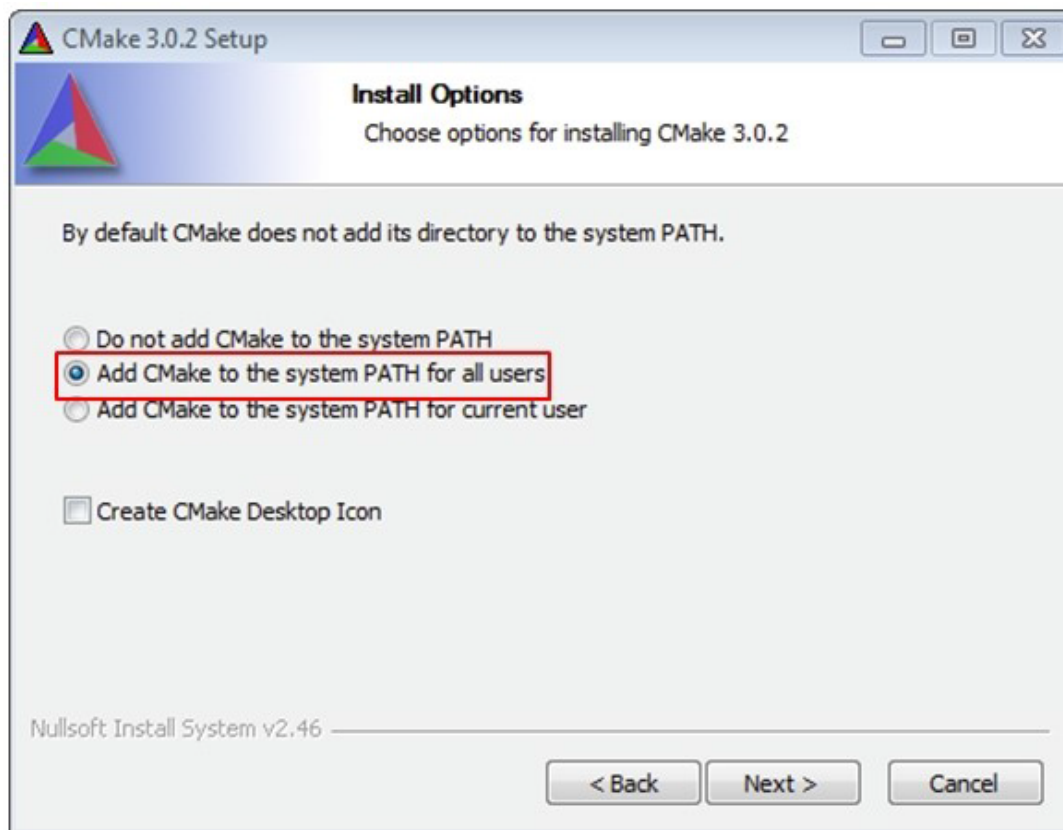 CMake 3.0.2 Setup
Install Options
Choose options for installing CMake 3.0.2
By default CMake does not add its directory to the system PATH.
Do not add CMake to the system PATH
Add CMake to the system PATH for all users
Add CMake to the system PATH for current user
Create CMake Desktop Icon
Nullsoft Install System v2.46
< Back Next > Cancel